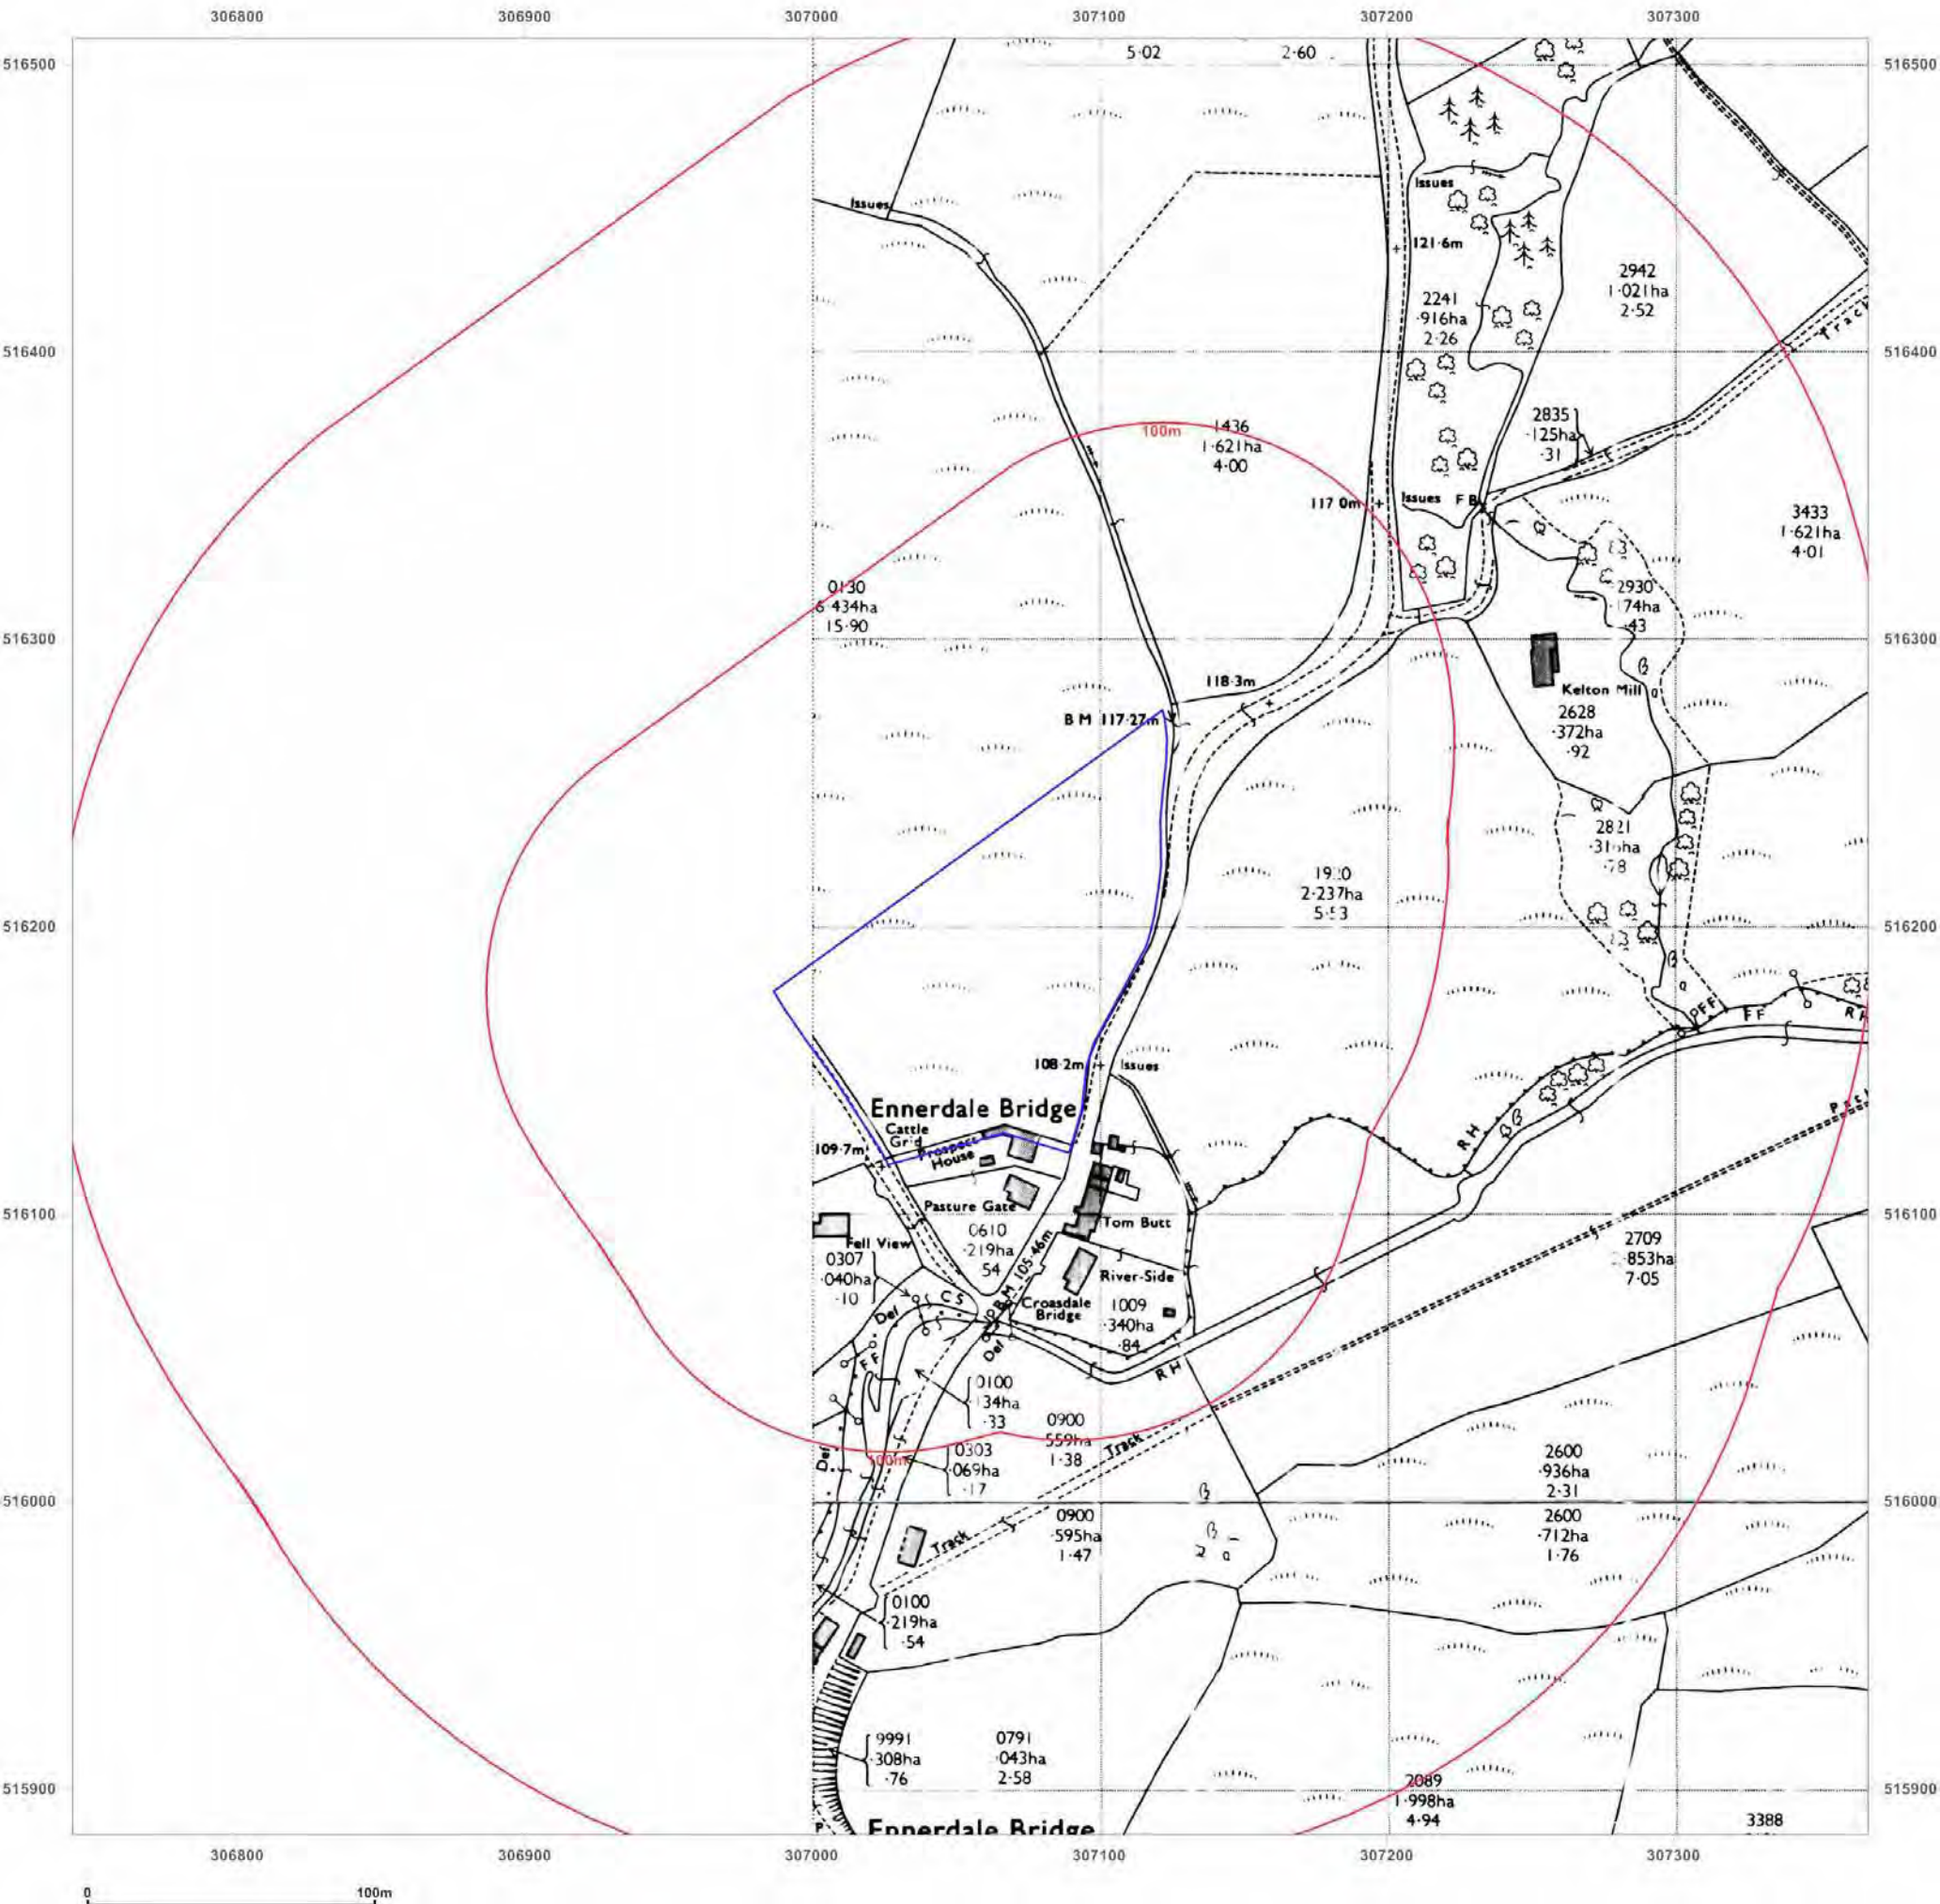 306800 306900 307000 307100 307200 307300
516500 516500
5·02 2·60
Issues
Issues
121·6m
2942
1·021ha
2·52
2241
·916ha
2·26
516400 516400
Track
2835
·125ha
·31
100m
1436
1·621ha
4·00
117 0m
Issues F B
3433
1·621ha
4·01
0130
6·434ha
15·90
2930
·174ha
·43
516300 516300
118·3m
Kelton Mill
B M 117·27m
2628
·372ha
·92
2821
·78
2·237ha
516200 516200
FF
FF
R H
108·2m
Issues
R H
Ennerdale Bridge
Cattle
Grid
Prospect
House
109·7m
Pasture Gate
516100 516100
Tom Butt
0610
·219ha
54
Fell View
0307
·040ha
·10
B M 105·46m
2709
·853ha
7·05
River-Side
C S
Croasdale
Bridge
1009
·340ha
·84
Def
Def
F F
R H
0100
·134ha
·33
0900
559ha
1·38
Track
0303
·069ha
·17
100m
Def
2600
·936ha
2·31
516000 516000
0900
·595ha
1·47
2600
·712ha
1·76
Track
0100
·219ha
·54
9991
·308ha
·76
0791
·043ha
2·58
515900 515900
2089
1·998ha
4·94
3388
P
Ennerdale Bridge
306800 306900 307000 307100 307200 307300
0 100m